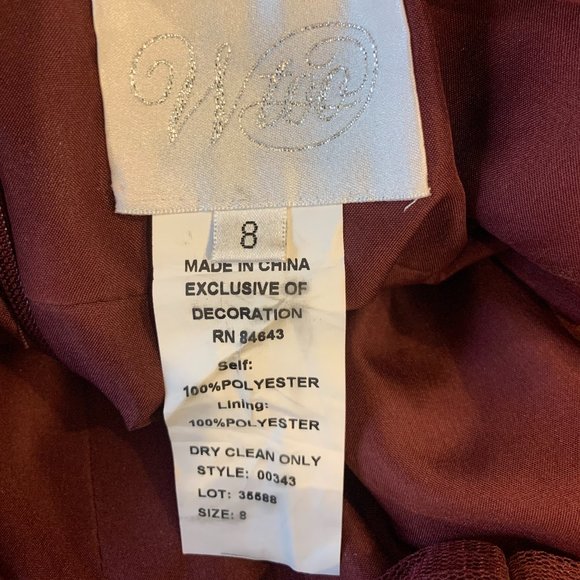 Wtoo
8
MADE IN CHINA
EXCLUSIVE OF
DECORATION
RN 84643
Self:
100%POLYESTER
Lining:
100%POLYESTER
DRY CLEAN ONLY
STYLE: 00343
LOT: 35588
SIZE: 8